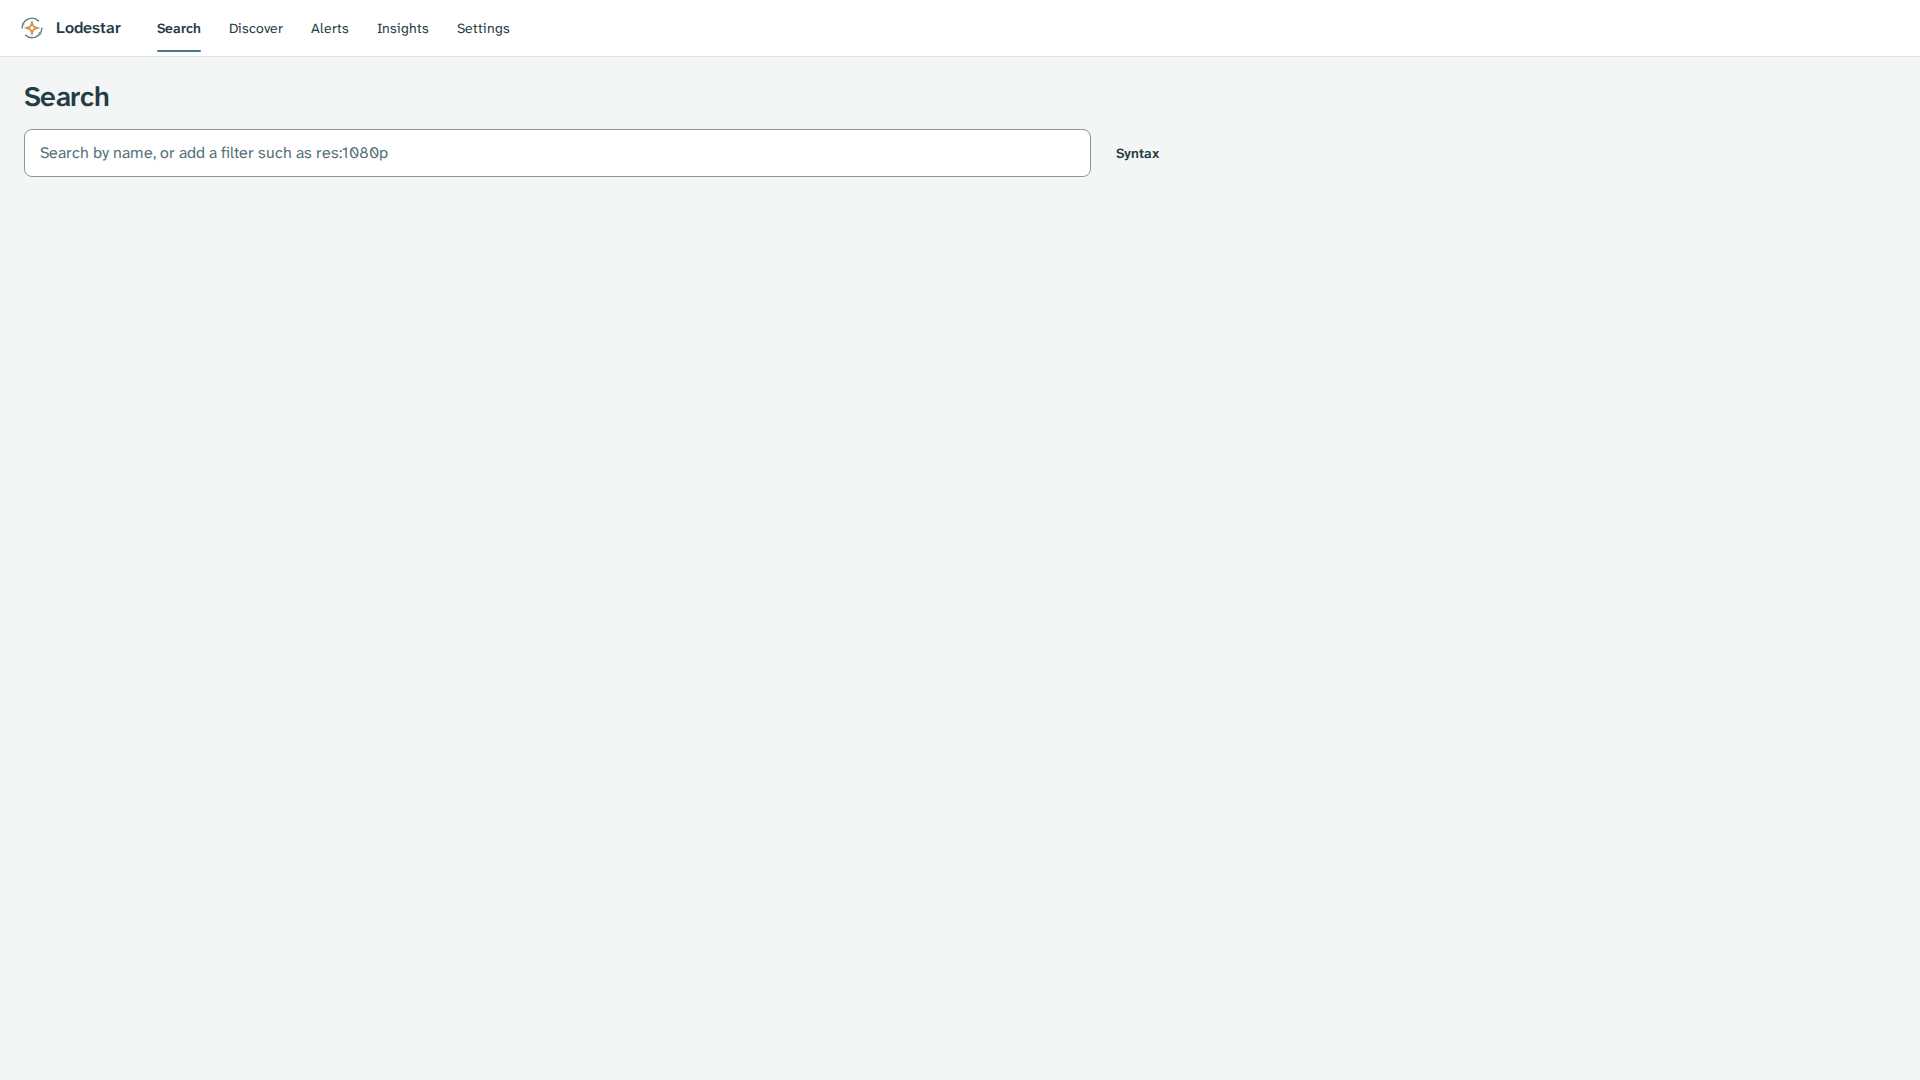 Lodestar Search Discover Alerts Insights Settings
Search
Search by name, or add a filter such as res:1080p Syntax